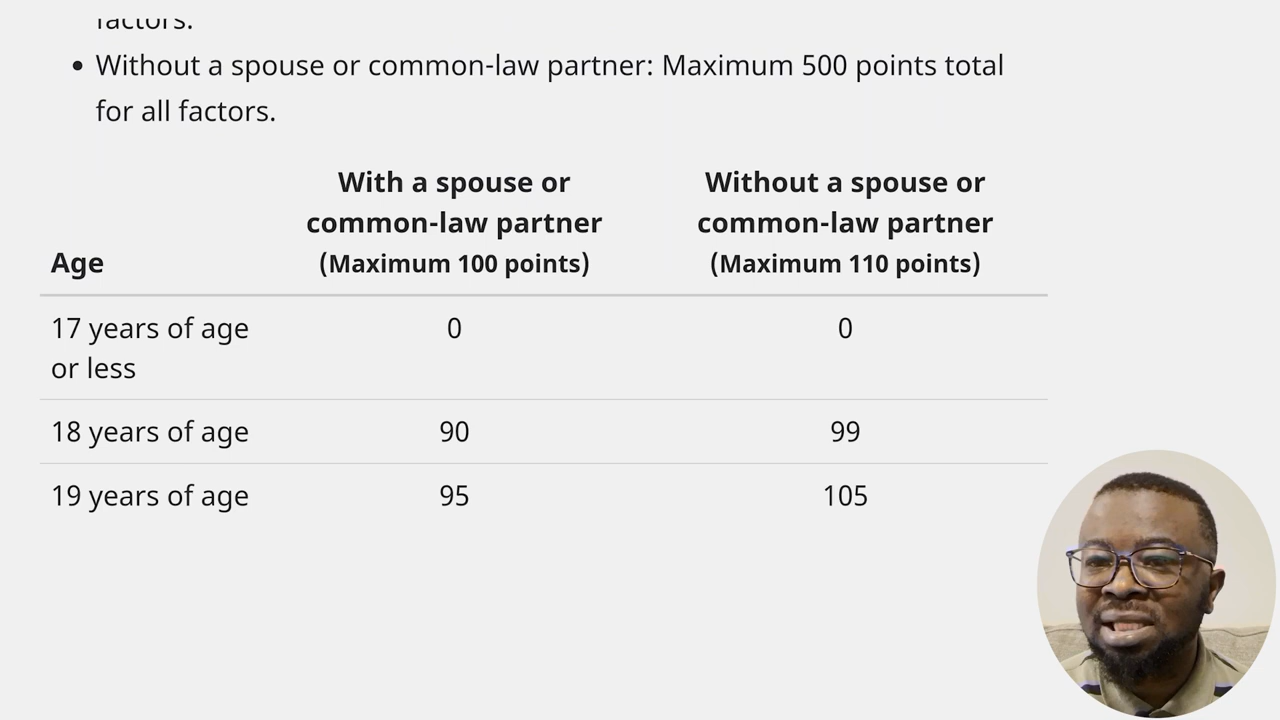 factors.
• Without a spouse or common-law partner: Maximum 500 points total
for all factors.
With a spouse or
common-law partner
(Maximum 100 points)
Without a spouse or
common-law partner
(Maximum 110 points)
Age
17 years of age
or less
0
0
18 years of age
90
99
19 years of age
95
105